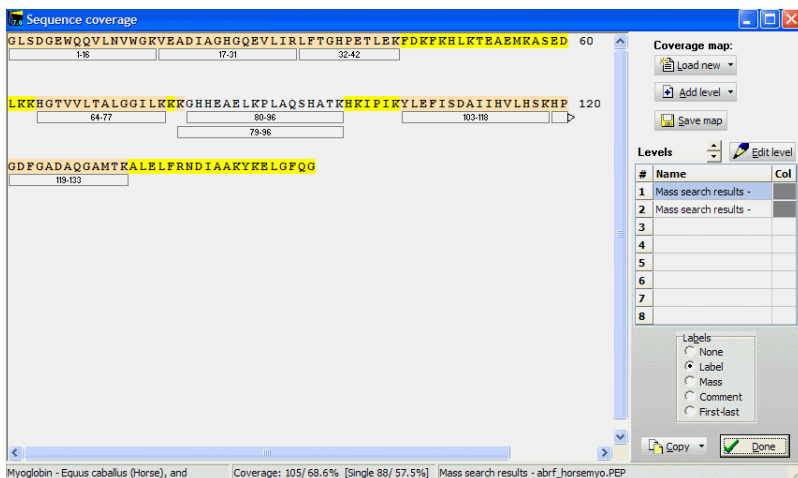 7.0 Sequence coverage
GLSDGEWQQVLNVWGKVEADIAGHGQEVLIRLFTGHPETLEKFDKFKHLKTEAEMKASED 60
1-16 17-31 32-42
LKKHGTVVLTALGGILKKKGHHEAELKPLAQSHATKHKIPIKYLEFISDAIIHVLHSKHP 120
64-77 80-96 103-118
79-96
GDFGADAQGAMTKALELFRNDIAAKYKELGFQG
119-133
Coverage map:
Load new
Add level
Save map
Levels Edit level
# Name Col
1 Mass search results -
2 Mass search results -
3
4
5
6
7
8
Labels
None
Label
Mass
Comment
First-last
Copy Done
Myoglobin - Equus caballus (Horse), and Coverage: 105/ 68.6% [Single 88/ 57.5%] Mass search results - abrf_horsemyo.PEP